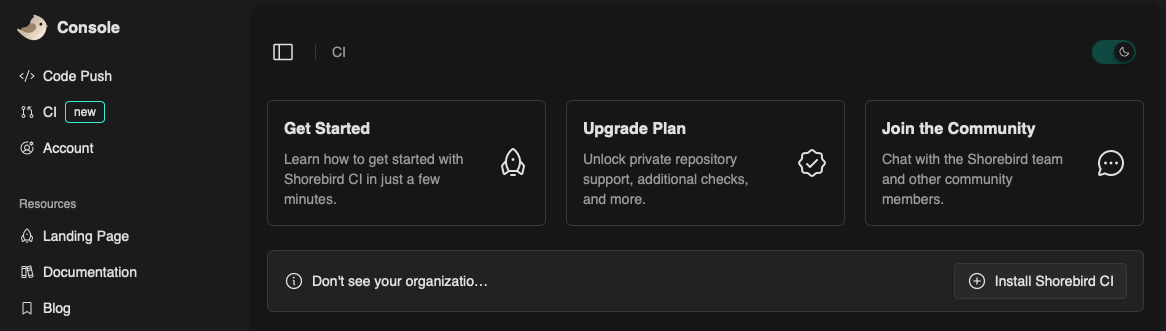 Console
Code Push
CI new
Account
Resources
Landing Page
Documentation
Blog
CI
Get Started
Learn how to get started with
Shorebird CI in just a few
minutes.
Upgrade Plan
Unlock private repository
support, additional checks,
and more.
Join the Community
Chat with the Shorebird team
and other community
members.
Don't see your organizatio…
Install Shorebird CI